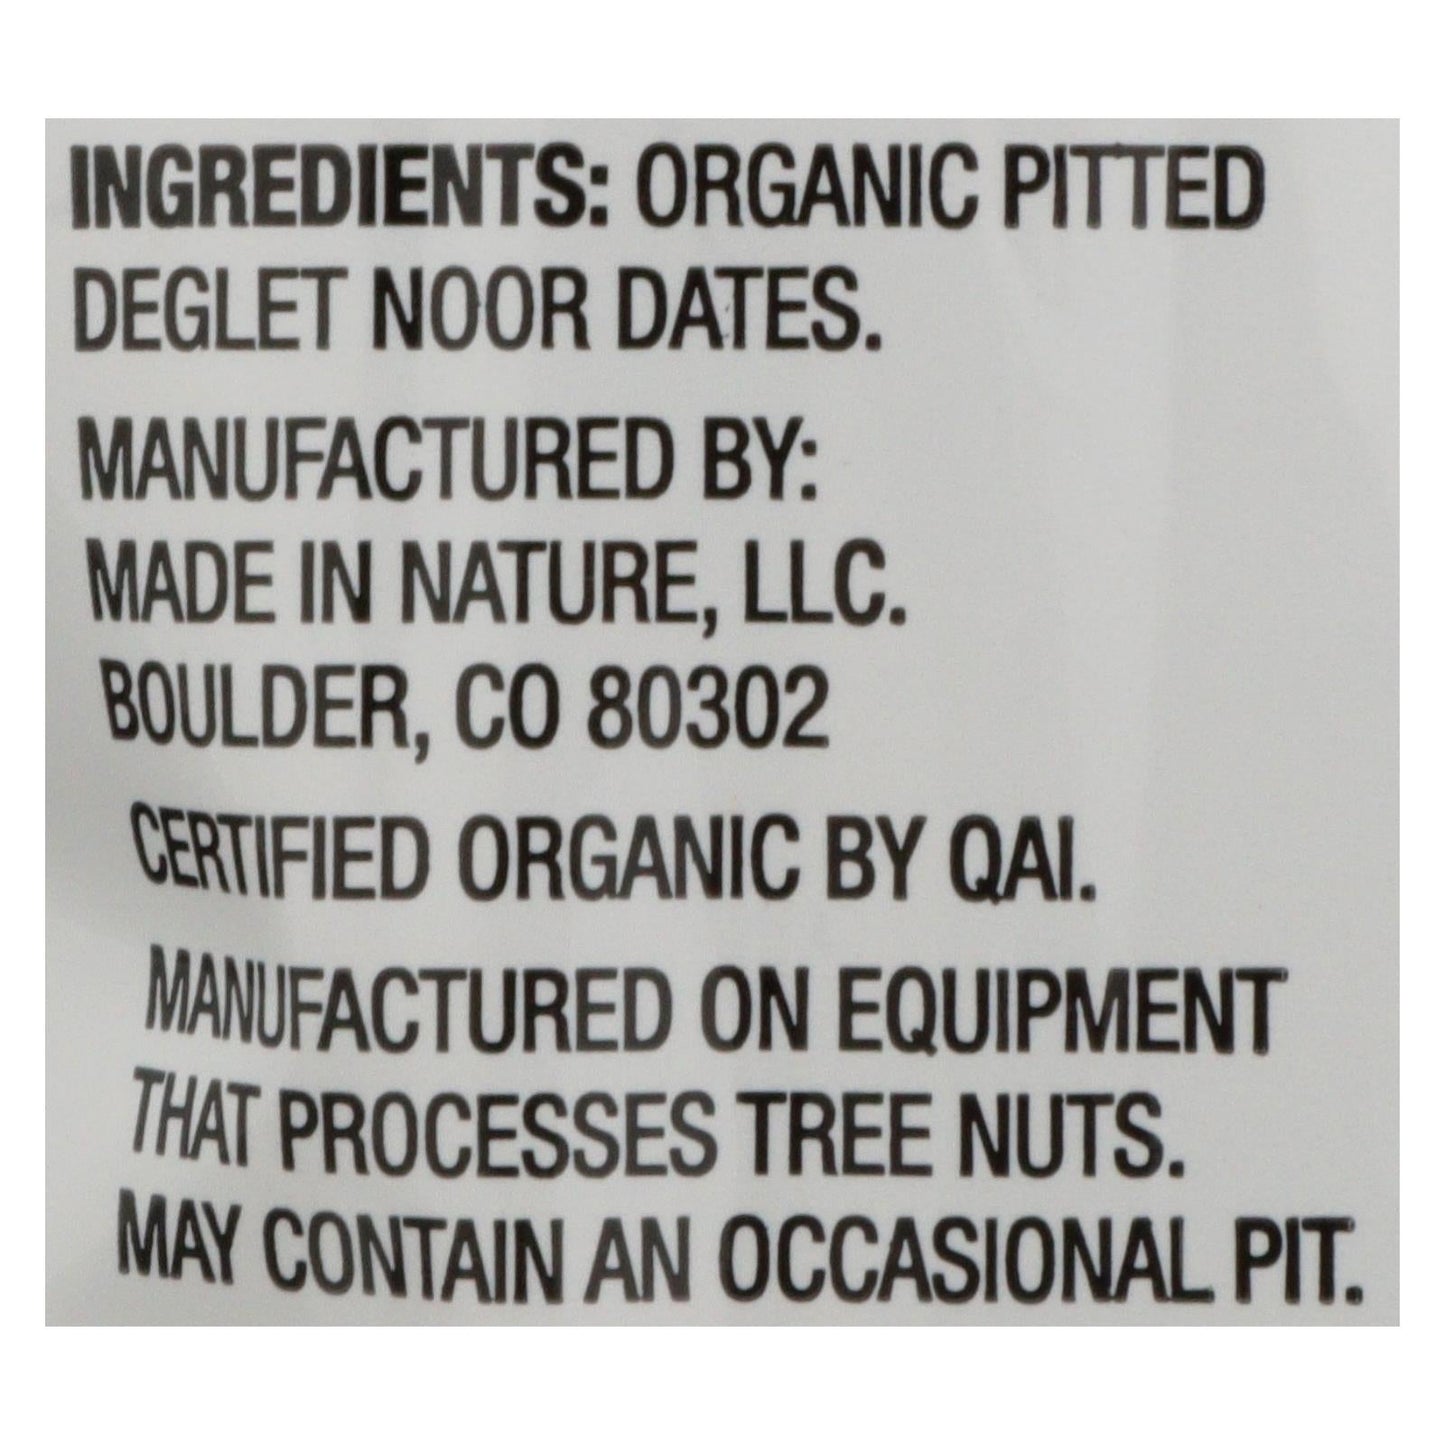 INGREDIENTS: ORGANIC PITTED
DEGLET NOOR DATES.
MANUFACTURED BY:
MADE IN NATURE, LLC.
BOULDER, CO 80302
CERTIFIED ORGANIC BY QAI.
MANUFACTURED ON EQUIPMENT
THAT PROCESSES TREE NUTS.
MAY CONTAIN AN OCCASIONAL PIT.